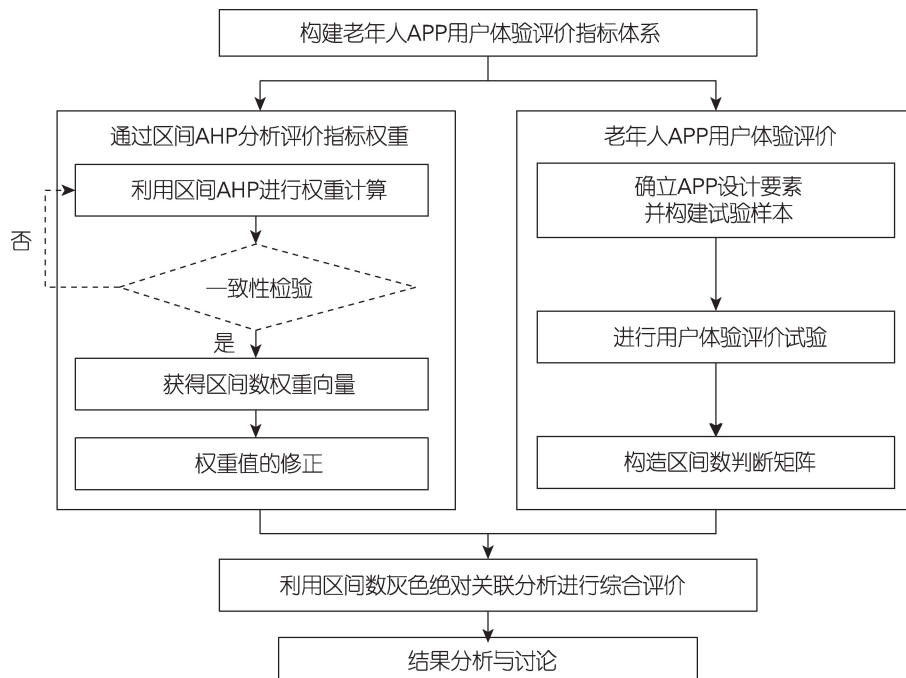 构建老年人APP用户体验评价指标体系
通过区间AHP分析评价指标权重
利用区间AHP进行权重计算
否
一致性检验
是
获得区间数权重向量
权重值的修正
老年人APP用户体验评价
确立APP设计要素
并构建试验样本
进行用户体验评价试验
构造区间数判断矩阵
利用区间数灰色绝对关联分析进行综合评价
结果分析与讨论